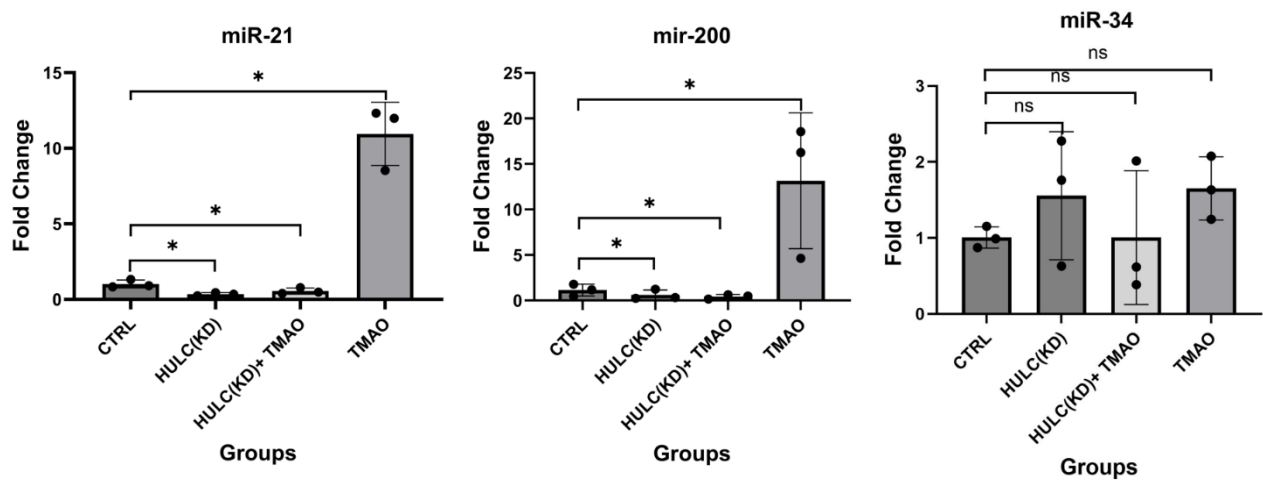 miR-21
Fold Change
15
10
5
0
*
*
*
CTRL
HULC(KD)
HULC(KD)+ TMAO
TMAO
Groups
mir-200
Fold Change
25
20
15
10
5
0
*
*
*
CTRL
HULC(KD)
HULC(KD)+ TMAO
TMAO
Groups
miR-34
Fold Change
3
2
1
0
ns
ns
ns
CTRL
HULC(KD)
HULC(KD)+ TMAO
TMAO
Groups